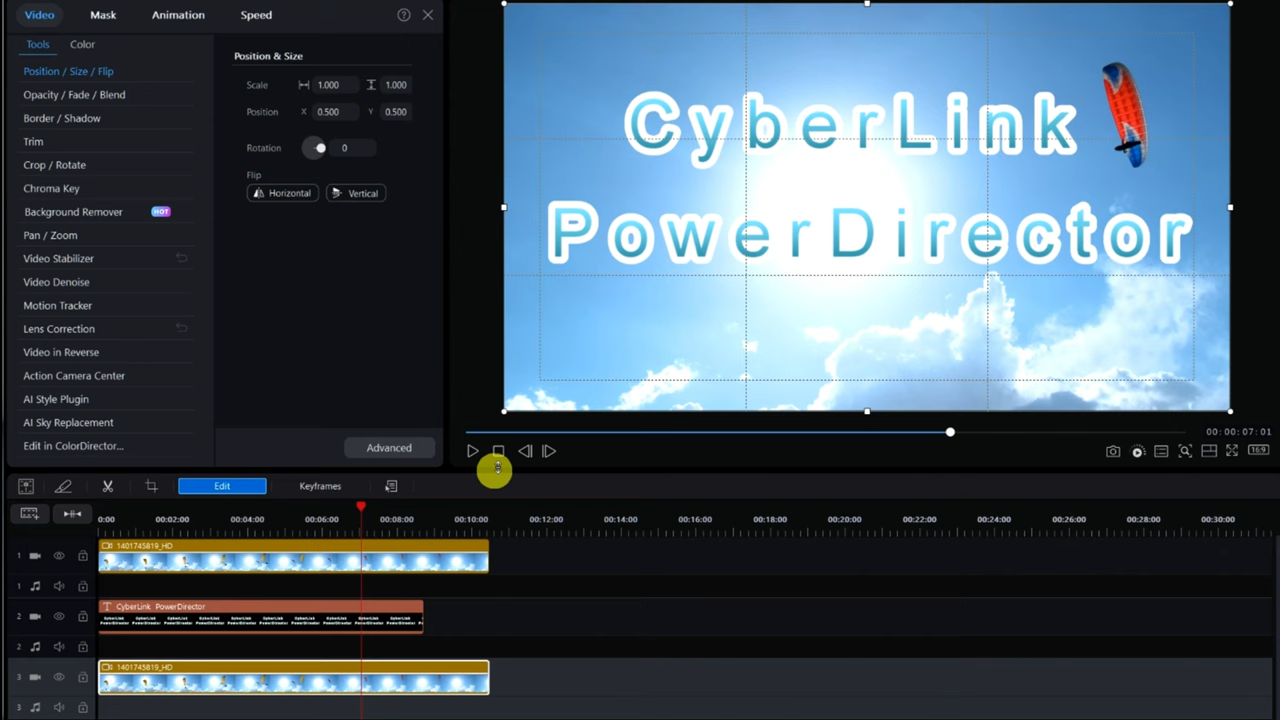 Video Mask Animation Speed
Tools Color
Position / Size / Flip
Opacity / Fade / Blend
Border / Shadow
Trim
Crop / Rotate
Chroma Key
Background Remover HOT
Pan / Zoom
Video Stabilizer
Video Denoise
Motion Tracker
Lens Correction
Video in Reverse
Action Camera Center
AI Style Plugin
AI Sky Replacement
Edit in ColorDirector...
Position & Size
Scale 1.000 1.000
Position X 0.500 Y 0.500
Rotation 0
Flip
Horizontal Vertical
Advanced
CyberLink
PowerDirector
00:00:07:01
16:9
Edit Keyframes
0:00 00:02:00 00:04:00 00:06:00 00:08:00 00:10:00 00:12:00 00:14:00 00:16:00 00:18:00 00:20:00 00:22:00 00:24:00 00:26:00 00:28:00 00:30:00
1 1401745819_HD
1
2 T CyberLink PowerDirector
2
3 1401745819_HD
3